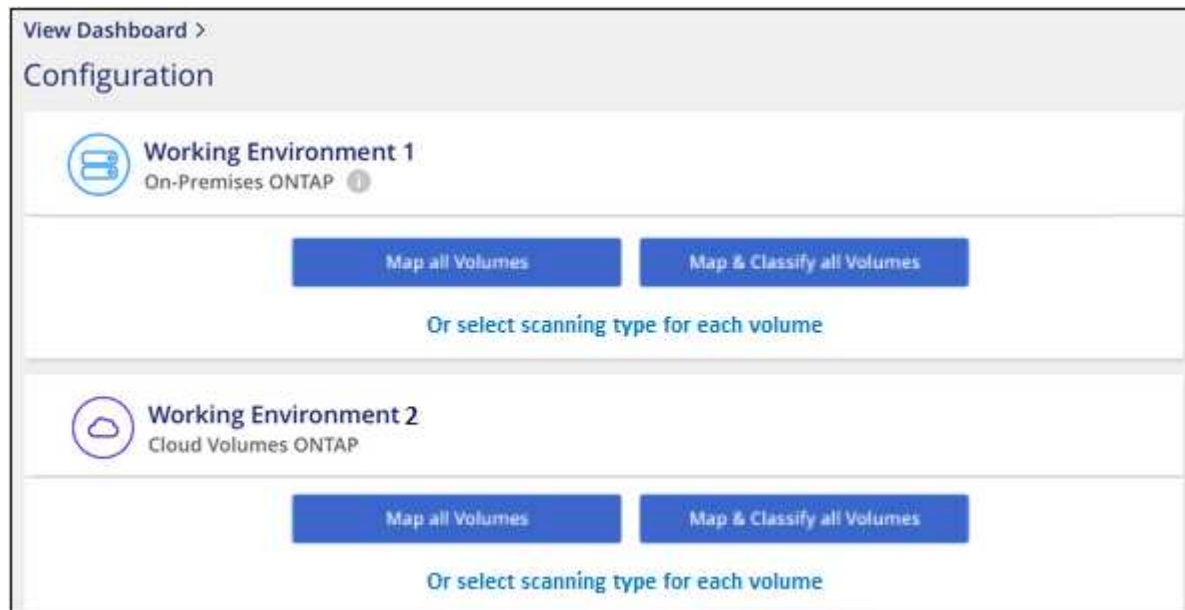 View Dashboard >
Configuration
Working Environment 1
On-Premises ONTAP i
Map all Volumes
Map & Classify all Volumes
Or select scanning type for each volume
Working Environment 2
Cloud Volumes ONTAP
Map all Volumes
Map & Classify all Volumes
Or select scanning type for each volume